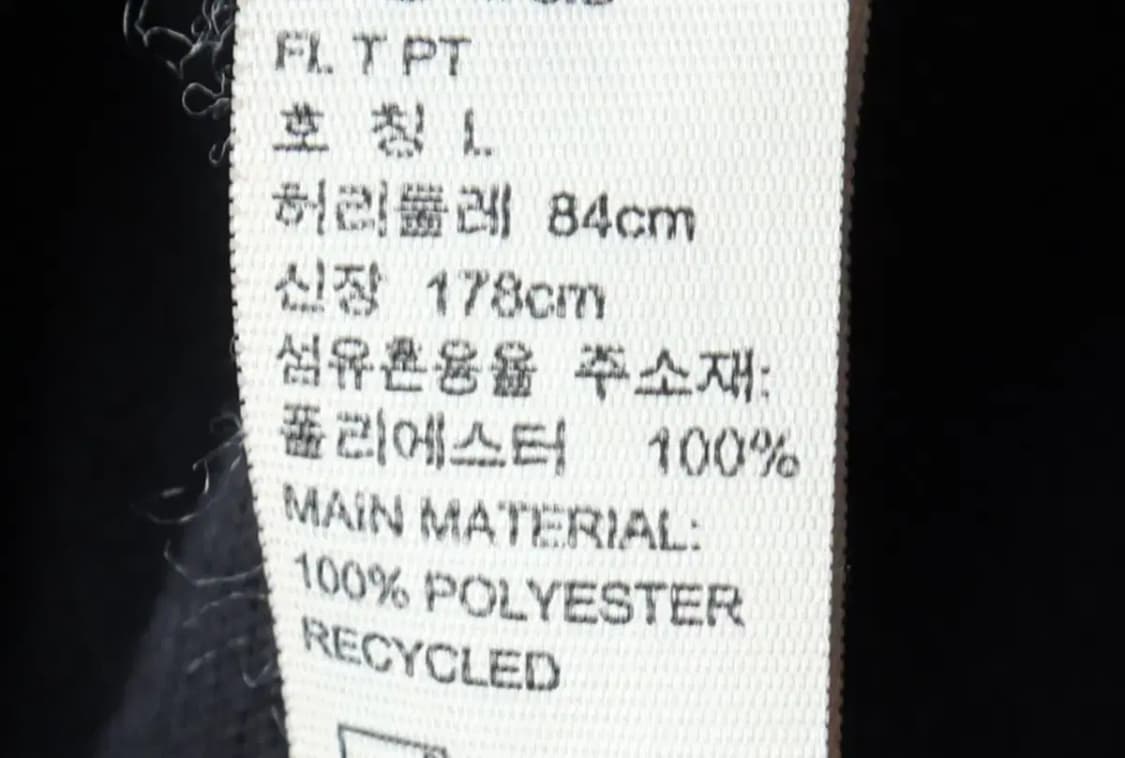 FL T PT
호 칭 L
허리둘레 84cm
신장 178cm
섬유혼용율 주소재:
폴리에스터 100%
MAIN MATERIAL:
100% POLYESTER
RECYCLED